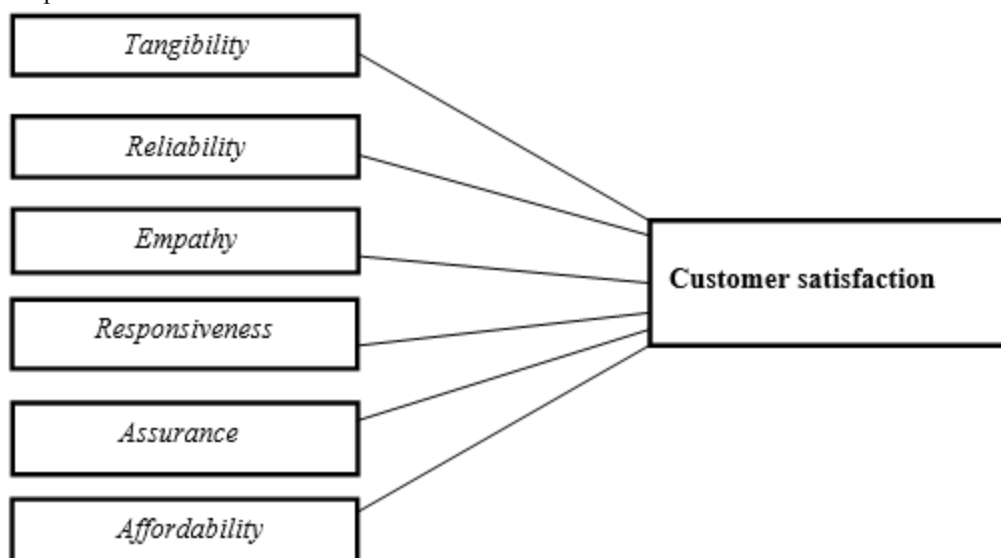 Tangibility
Reliability
Empathy
Responsiveness
Assurance
Affordability
Customer satisfaction